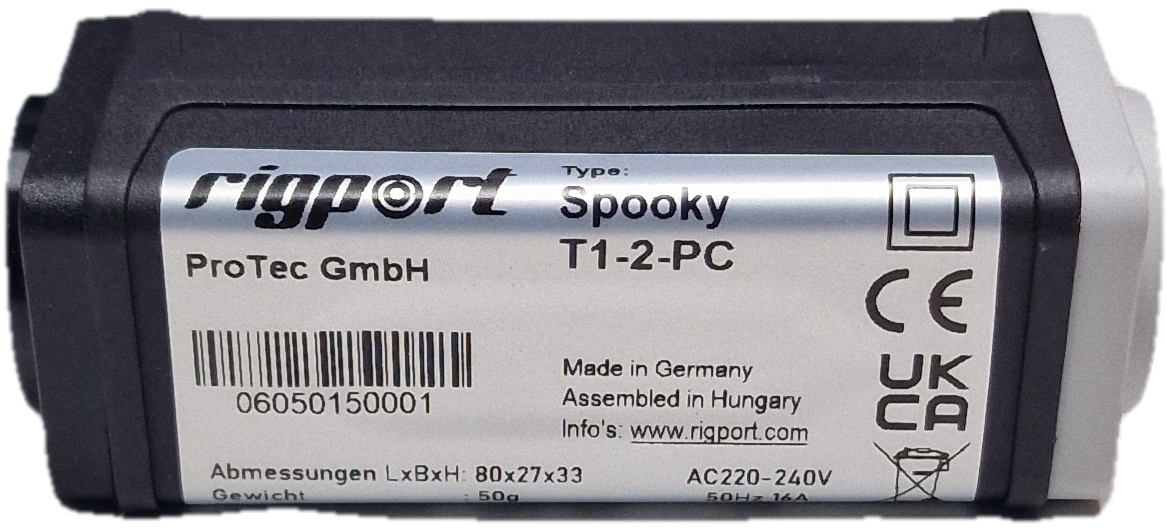 rigport
ProTec GmbH
06050150001
Type:
Spooky
T1-2-PC
Made in Germany
Assembled in Hungary
Info's: www.rigport.com
CE
UK
CA
Abmessungen LxBxH: 80x27x33
Gewicht : 50g
AC220-240V
50Hz 16A